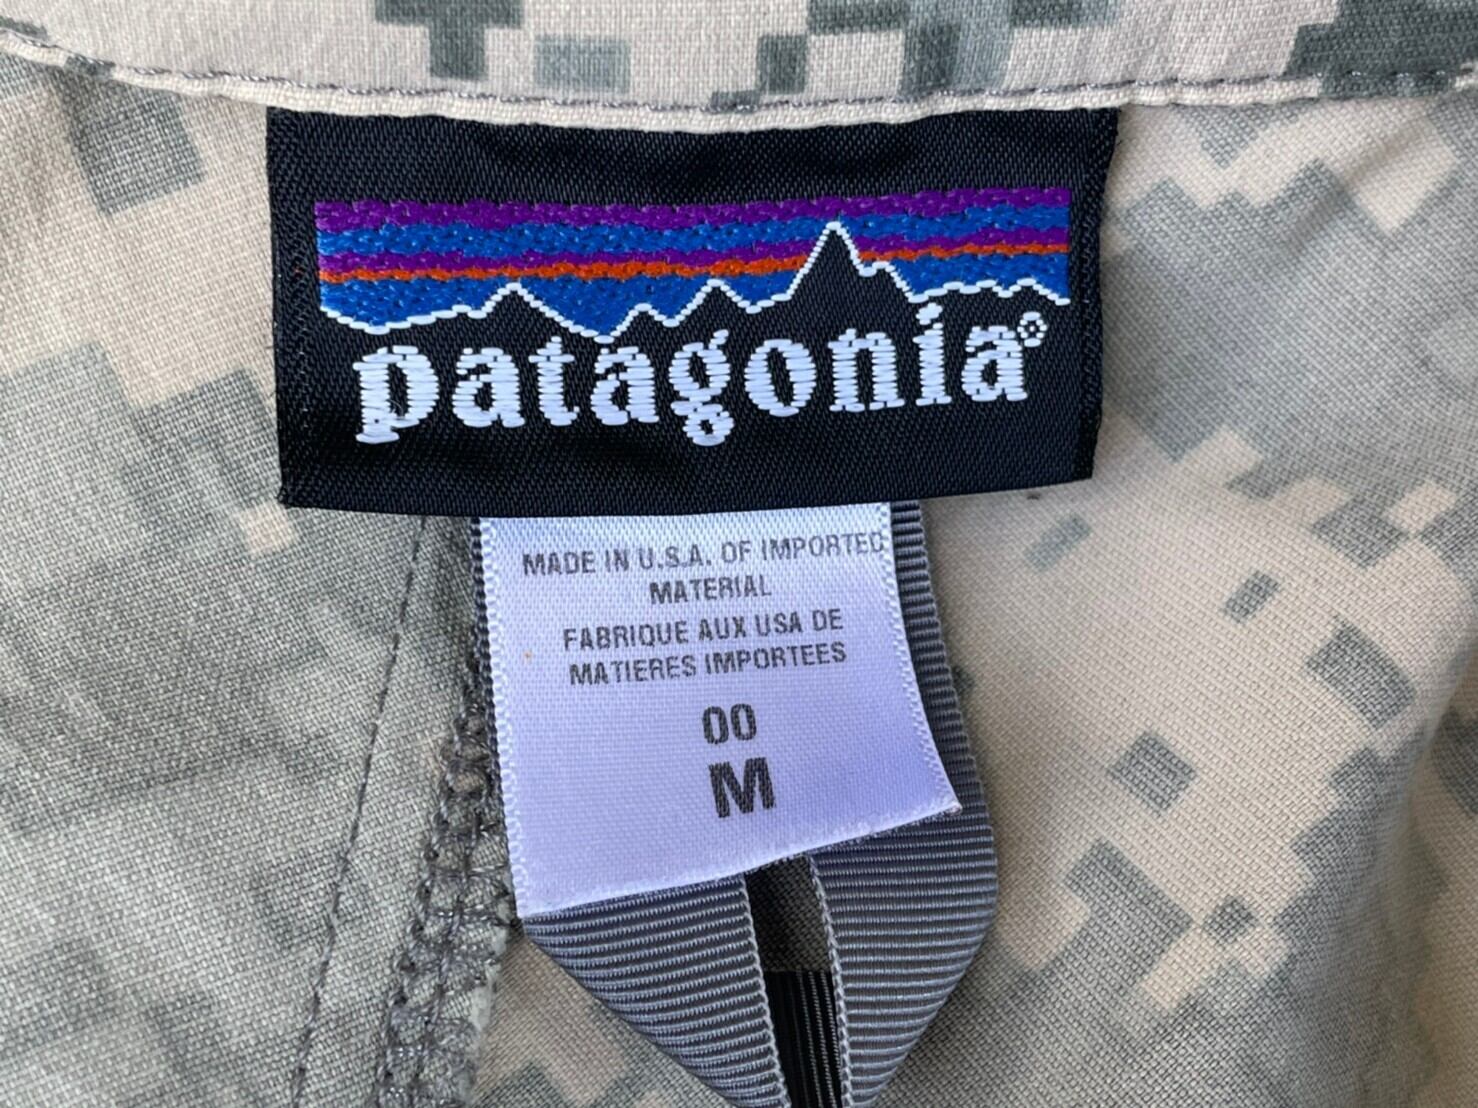 patagonia®
MADE IN U.S.A. OF IMPORTED
MATERIAL
FABRIQUE AUX USA DE
MATIERES IMPORTEES
00
M